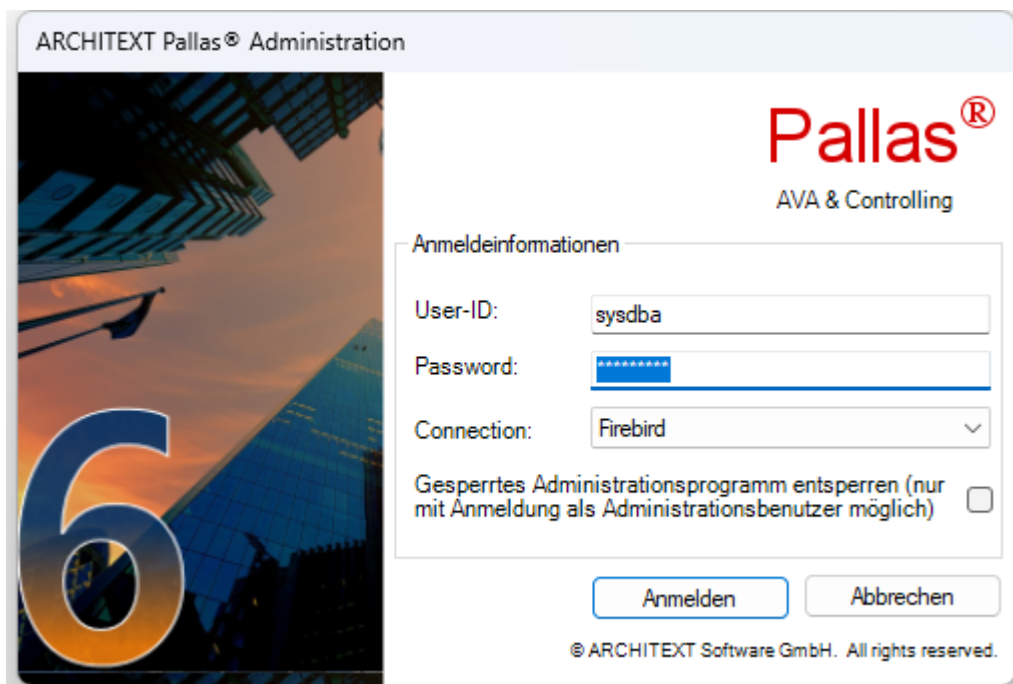 ARCHITEXT Pallas® Administration
Pallas®
AVA & Controlling
Anmeldeinformationen
User-ID:
sysdba
Password:
*********
Connection:
Firebird
Gesperrtes Administrationsprogramm entsperren (nur
mit Anmeldung als Administrationsbenutzer möglich)
6
Anmelden
Abbrechen
© ARCHITEXT Software GmbH. All rights reserved.